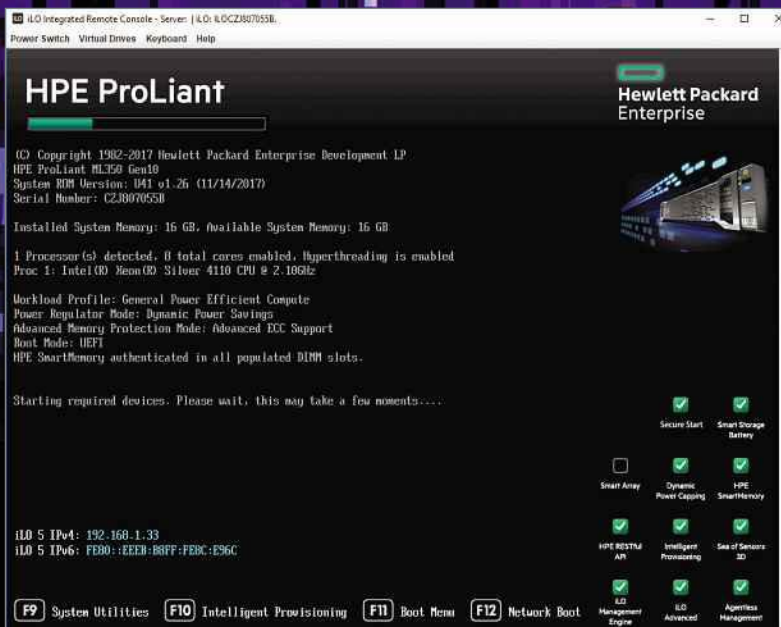 iLO Integrated Remote Console - Server: | iLO: ILOCZJ807055B.
Power Switch Virtual Drives Keyboard Help
HPE ProLiant
Hewlett Packard
Enterprise
(C) Copyright 1982-2017 Hewlett Packard Enterprise Development LP
HPE ProLiant ML350 Gen10
System ROM Version: U41 v1.26 (11/14/2017)
Serial Number: CZJ807055B
Installed System Memory: 16 GB, Available System Memory: 16 GB
1 Processor(s) detected, 8 total cores enabled, Hyperthreading is enabled
Proc 1: Intel(R) Xeon(R) Silver 4110 CPU @ 2.10GHz
Workload Profile: General Power Efficient Compute
Power Regulator Mode: Dynamic Power Savings
Advanced Memory Protection Mode: Advanced ECC Support
Boot Mode: UEFI
HPE SmartMemory authenticated in all populated DIMM slots.
Starting required devices. Please wait, this may take a few moments....
Secure Start
Smart Storage
Battery
Smart Array
Dynamic
Power Capping
HPE
SmartMemory
iLO 5 IPv4: 192.168.1.33
iLO 5 IPv6: FE80::EEEB:B8FF:FE8C:E96C
HPE RESTful
API
Intelligent
Provisioning
Sea of Sensors
3D
F9 System Utilities F10 Intelligent Provisioning F11 Boot Menu F12 Network Boot
iLO
Management
Engine
iLO
Advanced
Agentless
Management